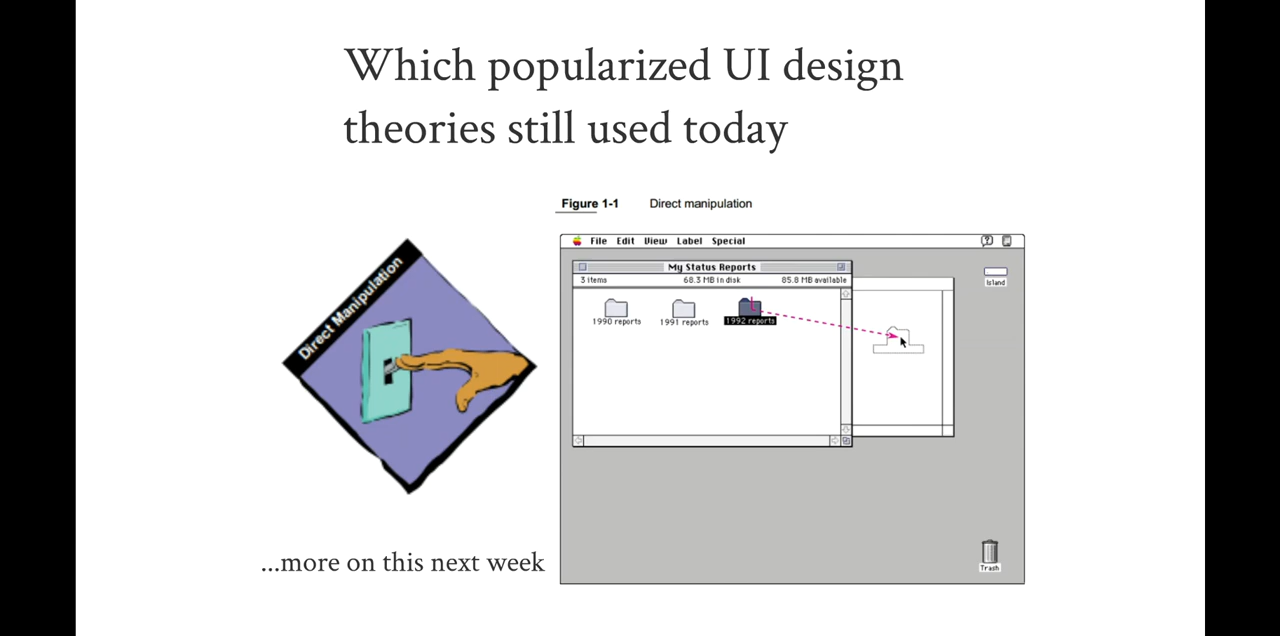 Which popularized UI design
theories still used today
Figure 1-1 Direct manipulation
Direct Manipulation
File Edit View Label Special
My Status Reports
3 items 68.3 MB in disk 85.8 MB available
1990 reports 1991 reports 1992 reports
Island
Trash
...more on this next week